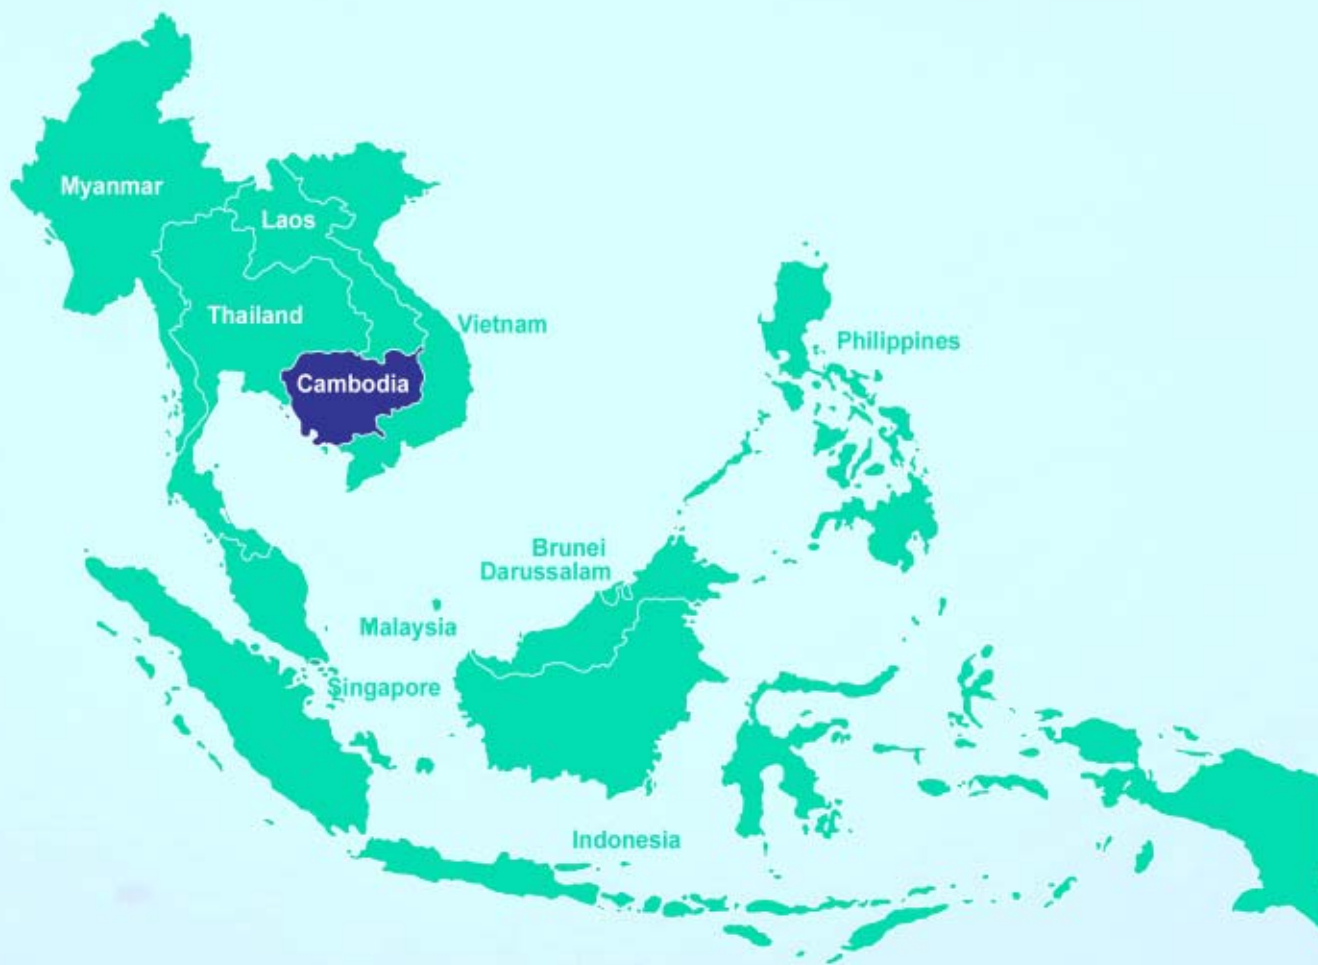 Myanmar
Laos
Thailand
Vietnam
Philippines
Cambodia
Brunei
Darussalam
Malaysia
Singapore
Indonesia